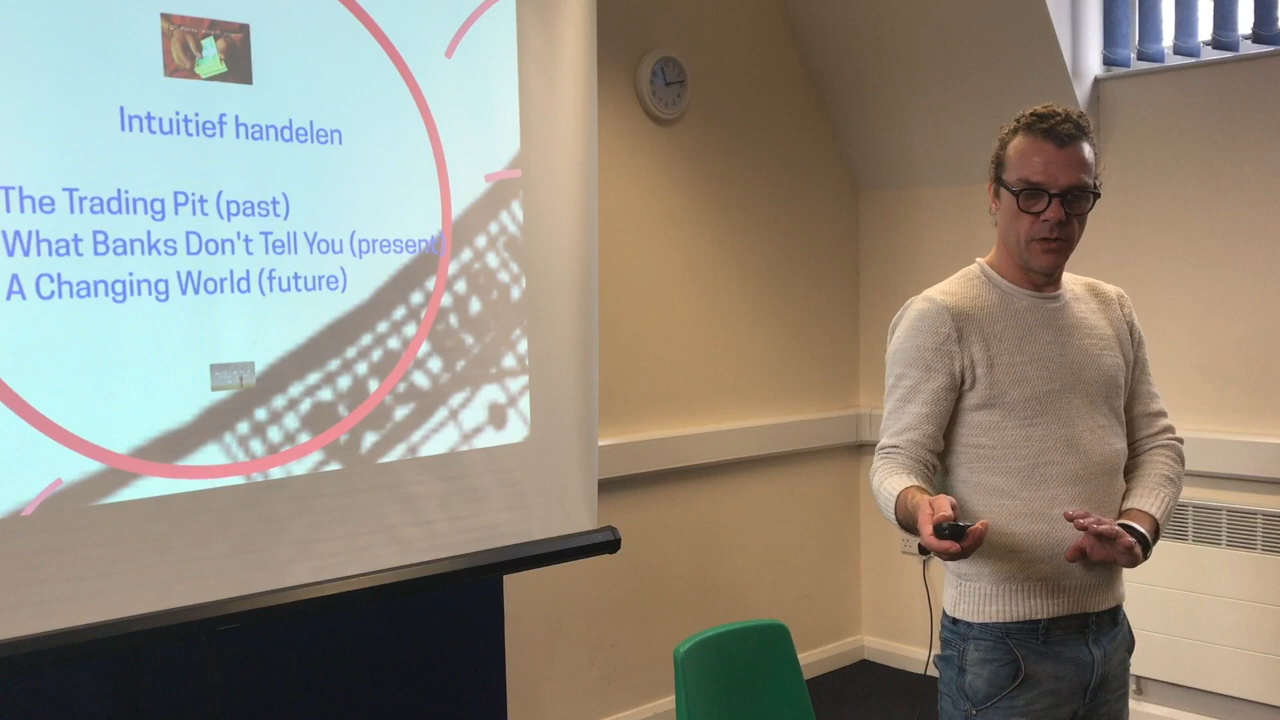 Intuitief handelen
The Trading Pit (past)
What Banks Don't Tell You (present)
A Changing World (future)